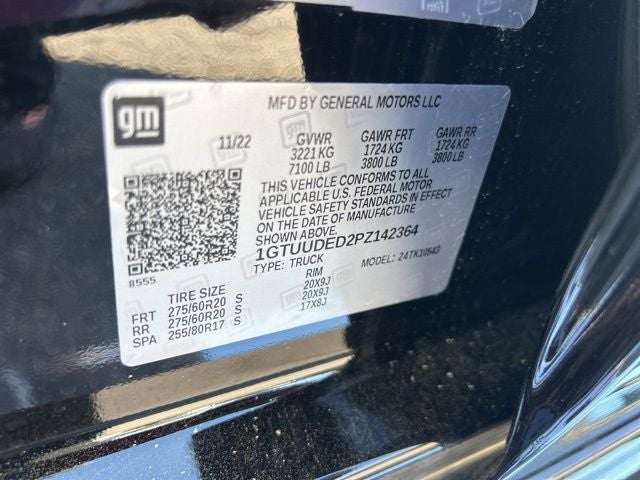 gm
MFD BY GENERAL MOTORS LLC
11/22 GVWR GAWR FRT GAWR RR
3221 KG 1724 KG 1724 KG
7100 LB 3800 LB 3800 LB
THIS VEHICLE CONFORMS TO ALL
APPLICABLE U.S. FEDERAL MOTOR
VEHICLE SAFETY STANDARDS IN EFFECT
ON THE DATE OF MANUFACTURE
SHOWN ABOVE.
1GTUUDED2PZ142364
TYPE: TRUCK MODEL: 24TK10543
8555
TIRE SIZE RIM
FRT 275/60R20 S 20X9J
RR 275/60R20 S 20X9J
SPA 255/80R17 S 17X8J